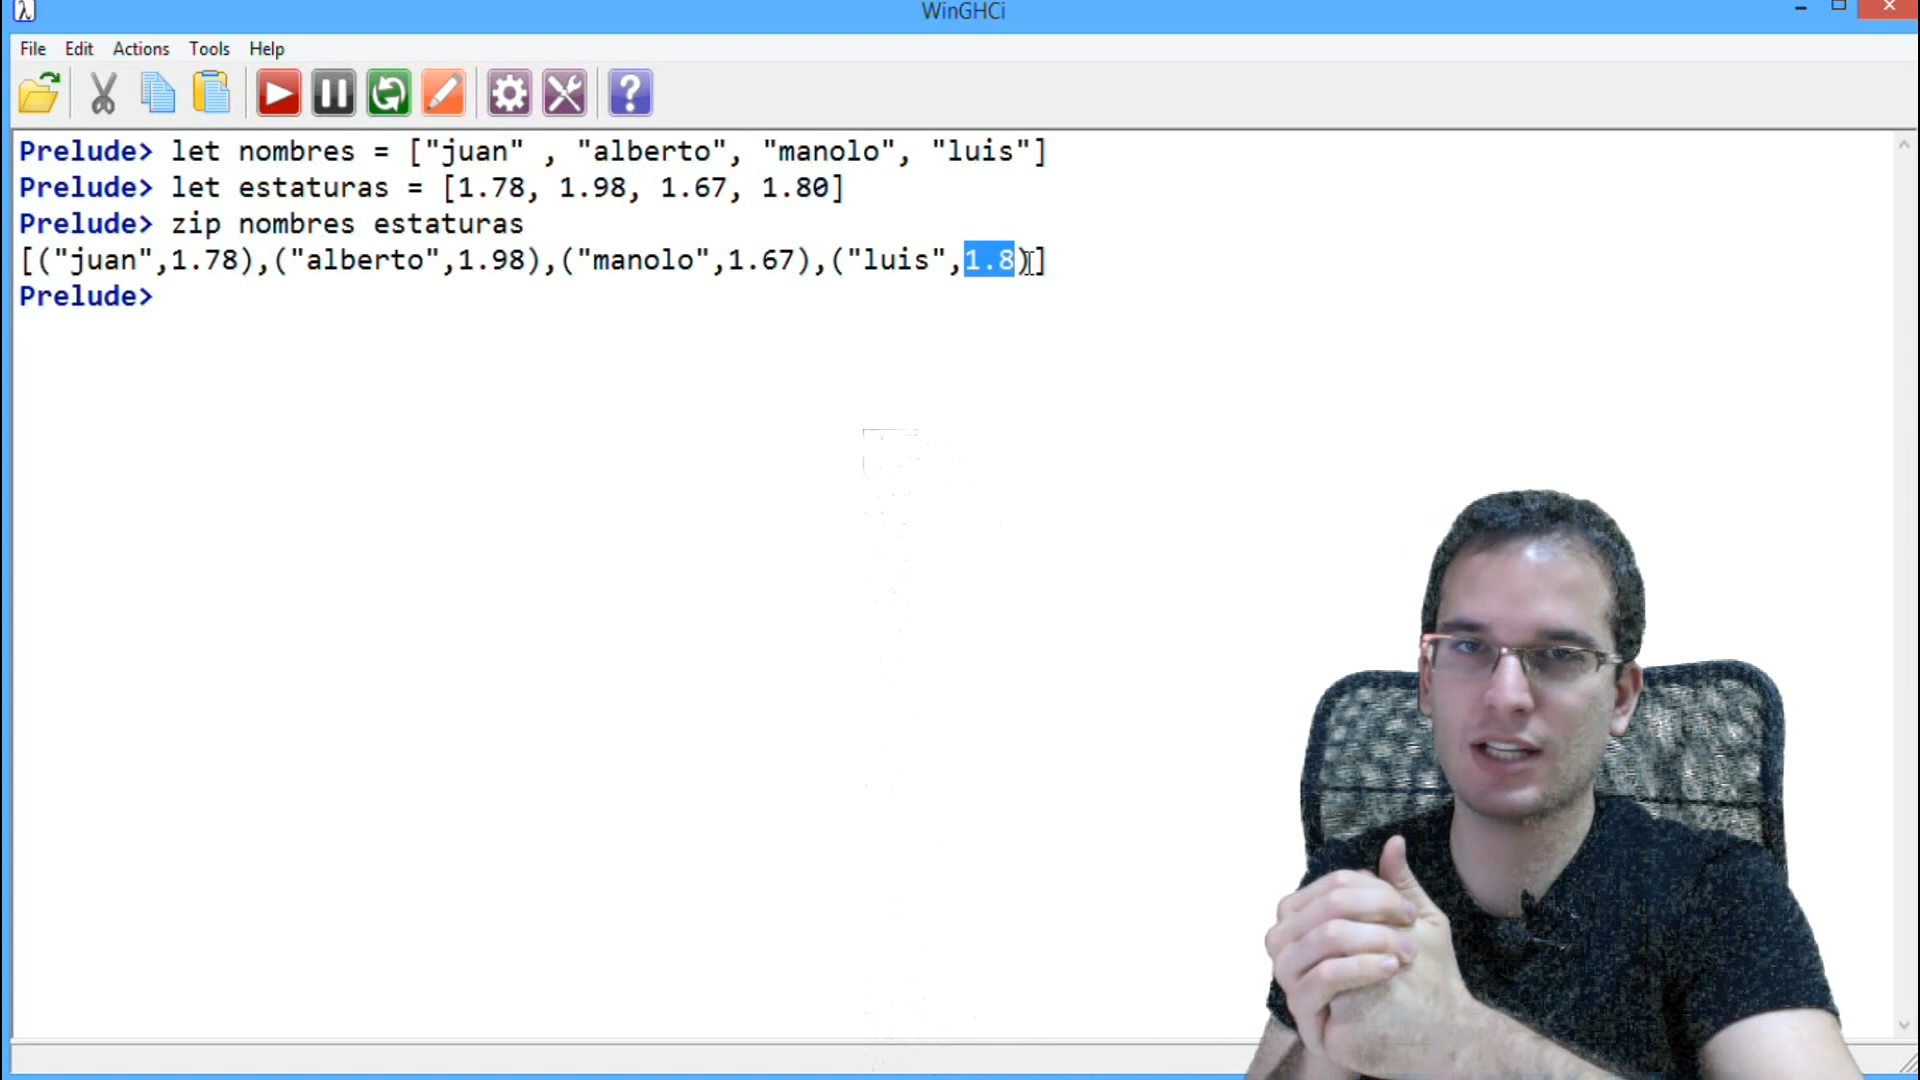 WinGHCi
File Edit Actions Tools Help
Prelude> let nombres = ["juan" , "alberto", "manolo", "luis"]
Prelude> let estaturas = [1.78, 1.98, 1.67, 1.80]
Prelude> zip nombres estaturas
[("juan",1.78),("alberto",1.98),("manolo",1.67),("luis",1.8)]
Prelude>